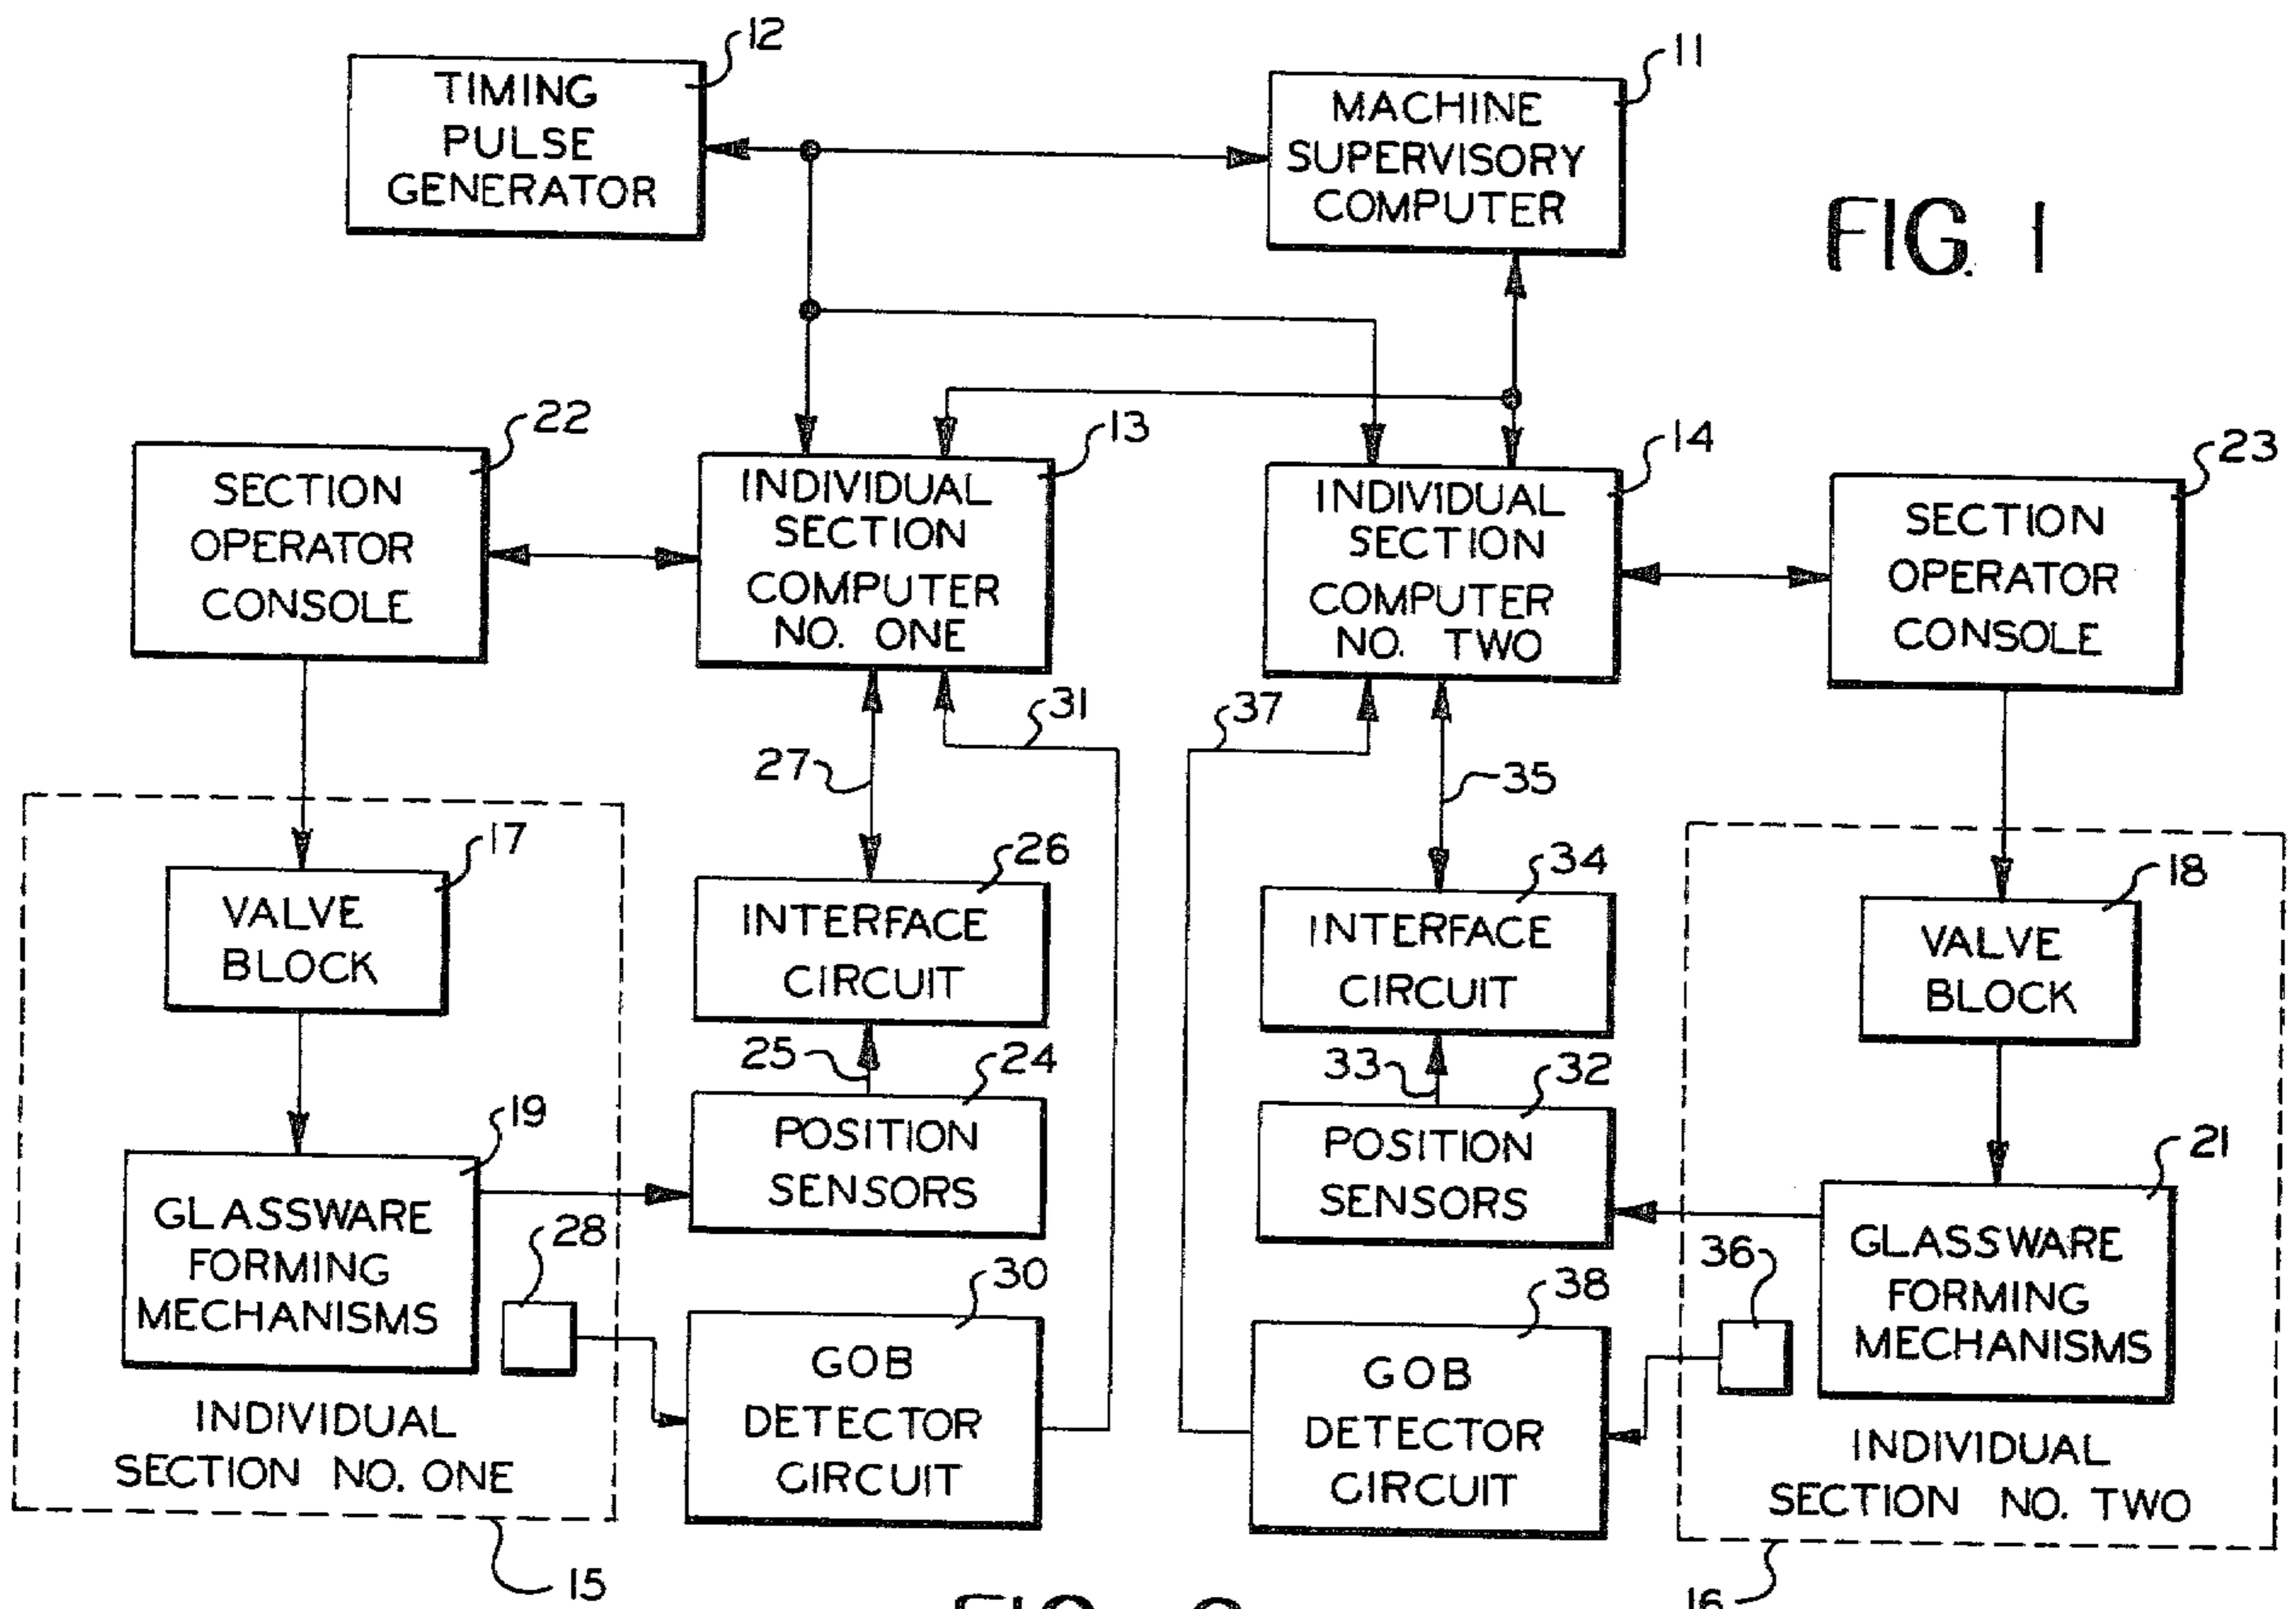 12
TIMING
PULSE
GENERATOR
11
MACHINE
SUPERVISORY
COMPUTER
FIG. 1
22
SECTION
OPERATOR
CONSOLE
13
INDIVIDUAL
SECTION
COMPUTER
NO. ONE
14
INDIVIDUAL
SECTION
COMPUTER
NO. TWO
23
SECTION
OPERATOR
CONSOLE
27
31
37
35
17
VALVE
BLOCK
26
INTERFACE
CIRCUIT
34
INTERFACE
CIRCUIT
18
VALVE
BLOCK
25
24
POSITION
SENSORS
33
32
POSITION
SENSORS
19
GLASSWARE
FORMING
MECHANISMS
28
21
GLASSWARE
FORMING
MECHANISMS
36
30
GOB
DETECTOR
CIRCUIT
38
GOB
DETECTOR
CIRCUIT
INDIVIDUAL
SECTION NO. ONE
INDIVIDUAL
SECTION NO. TWO
15
16